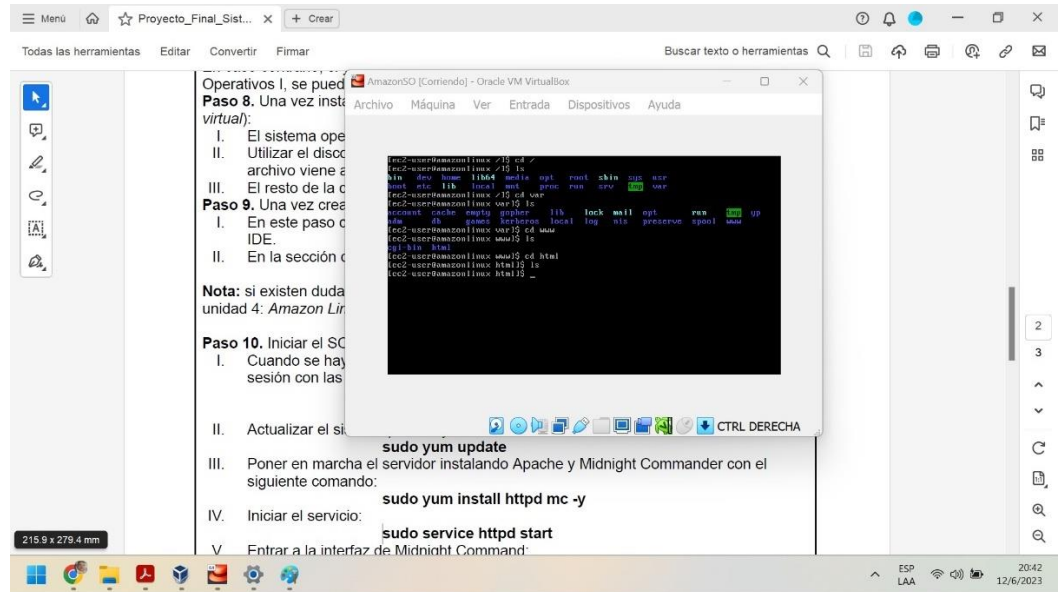 Menú
Proyecto_Final_Sist...
+ Crear
Todas las herramientas
Editar
Convertir
Firmar
Buscar texto o herramientas
Operativos I, se pued
Paso 8. Una vez insta
virtual):
I. El sistema ope
II. Utilizar el disco
archivo viene a
III. El resto de la c
Paso 9. Una vez crea
I. En este paso c
IDE.
II. En la sección c
Nota: si existen duda
unidad 4: Amazon Lir
Paso 10. Iniciar el SO
I. Cuando se hay
sesión con las
II. Actualizar el si
sudo yum update
III. Poner en marcha el servidor instalando Apache y Midnight Commander con el
siguiente comando:
sudo yum install httpd mc -y
IV. Iniciar el servicio:
sudo service httpd start
V. Entrar a la interfaz de Midnight Command:
AmazonSO [Corriendo] - Oracle VM VirtualBox
Archivo Máquina Ver Entrada Dispositivos Ayuda
[ec2-user@amazonlinux /]$ cd /
[ec2-user@amazonlinux /]$ ls
bin dev home lib64 media opt root sbin sys usr
boot etc lib local mnt proc run srv tmp var
[ec2-user@amazonlinux /]$ cd var
[ec2-user@amazonlinux var]$ ls
account cache empty gopher lib lock mail opt run tmp yp
adm db games kerberos local log nis preserve spool www
[ec2-user@amazonlinux var]$ cd www
[ec2-user@amazonlinux www]$ ls
cgi-bin html
[ec2-user@amazonlinux www]$ cd html
[ec2-user@amazonlinux html]$ ls
[ec2-user@amazonlinux html]$ _
CTRL DERECHA
2
3
215.9 x 279.4 mm
ESP
LAA
20:42
12/6/2023